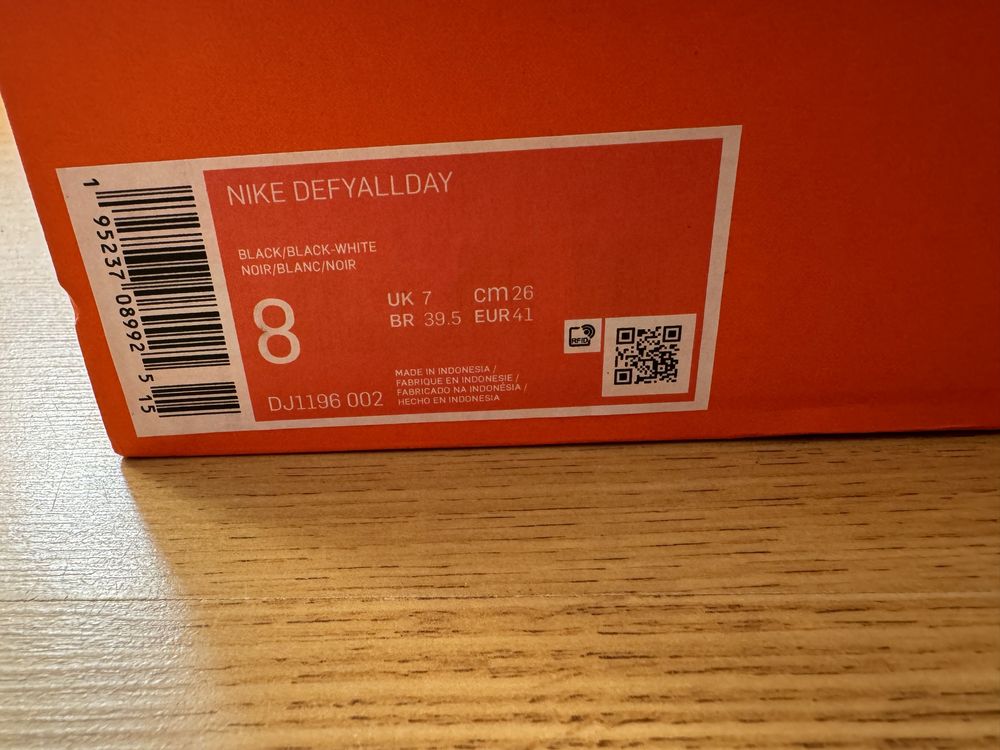 1 95237 08992 5 15
NIKE DEFYALLDAY
BLACK/BLACK-WHITE
NOIR/BLANC/NOIR
8
UK 7 cm 26
BR 39.5 EUR 41
DJ1196 002
MADE IN INDONESIA /
FABRIQUE EN INDONESIE /
FABRICADO NA INDONÉSIA /
HECHO EN INDONESIA
RFID